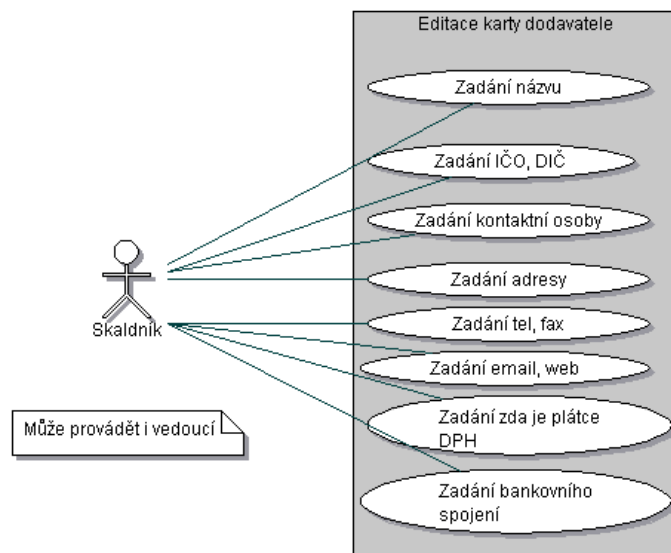 Editace karty dodavatele
Zadání názvu
Zadání IČO, DIČ
Zadání kontaktní osoby
Zadání adresy
Skaldník
Zadání tel, fax
Zadání email, web
Může provádět i vedoucí
Zadání zda je plátce
DPH
Zadání bankovního
spojení